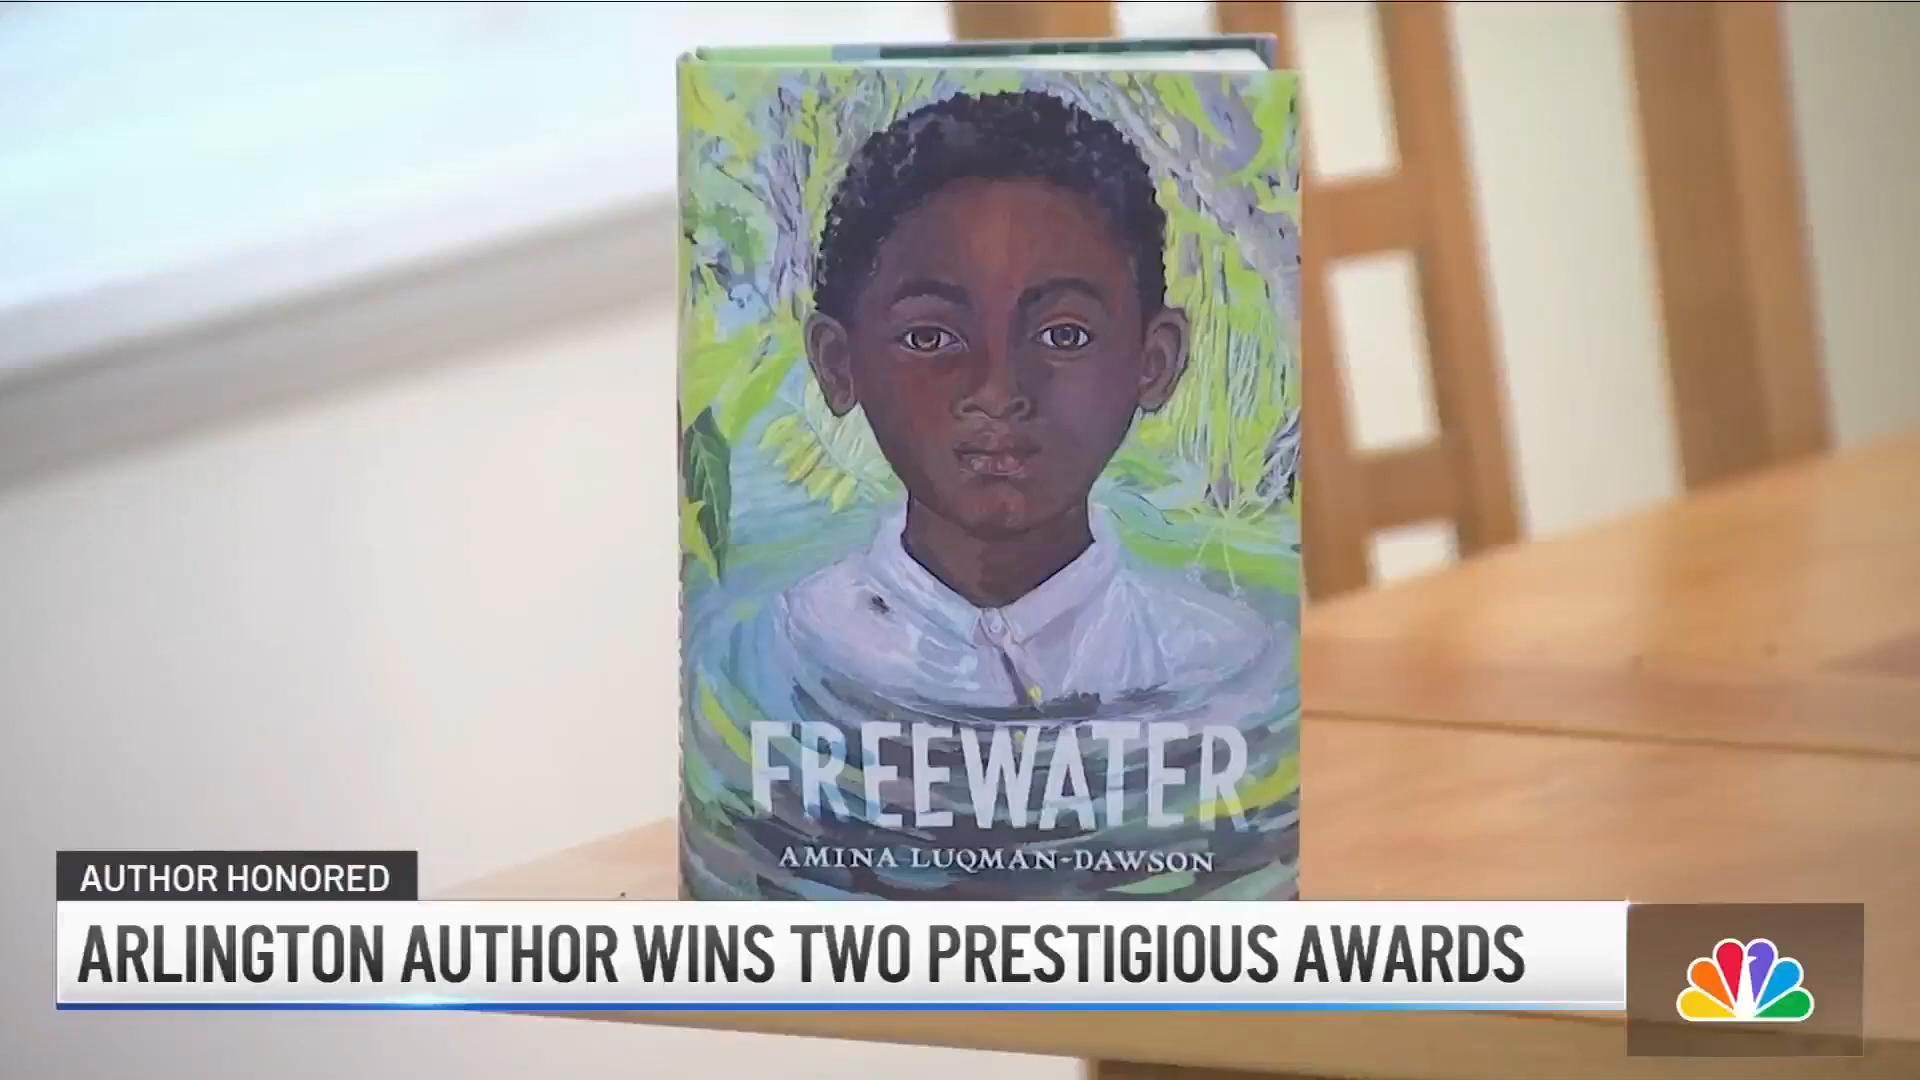 FREEWATER
AMINA LUQMAN-DAWSON
AUTHOR HONORED
ARLINGTON AUTHOR WINS TWO PRESTIGIOUS AWARDS